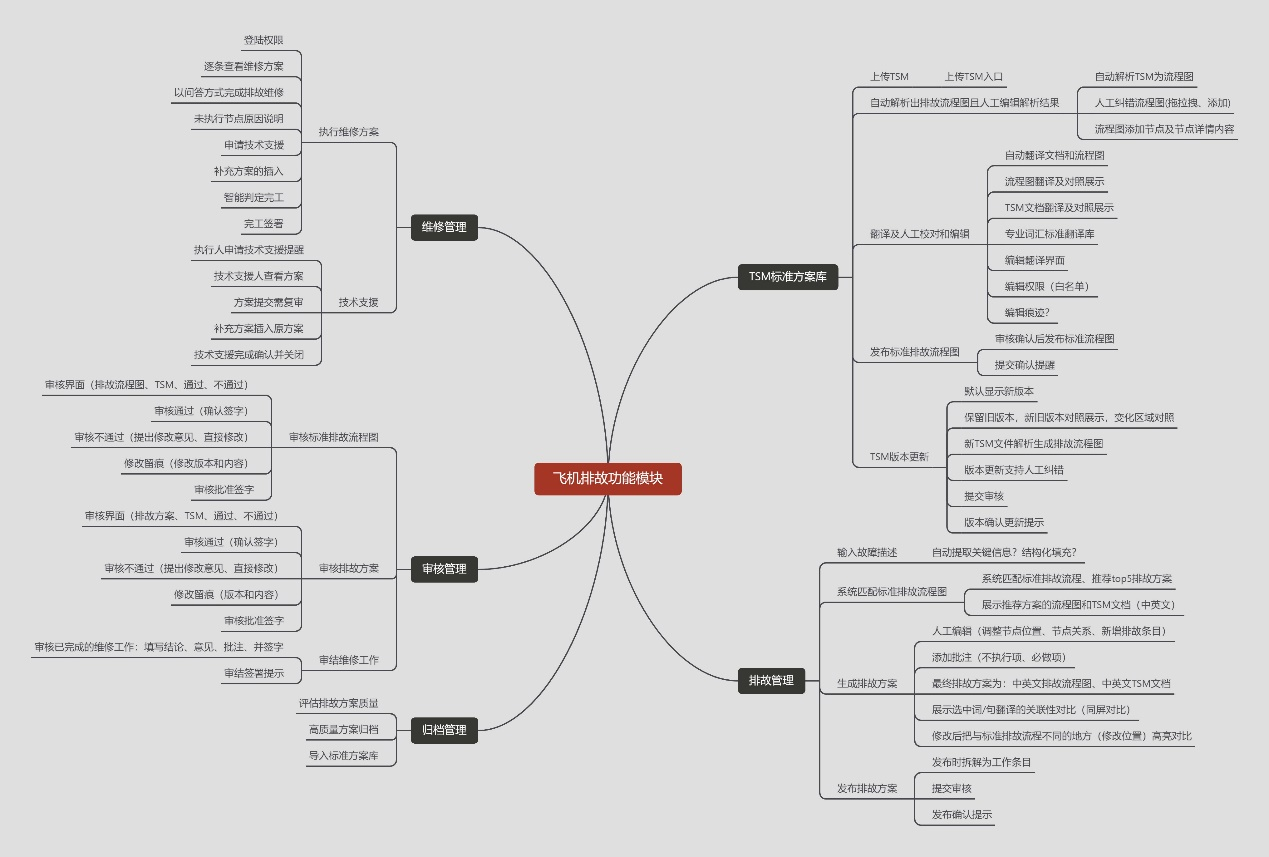 飞机排故功能模块
维修管理
执行维修方案
登陆权限
逐条查看维修方案
以问答方式完成排故维修
未执行节点原因说明
申请技术支援
补充方案的插入
智能判定完工
完工签署
技术支援
执行人申请技术支援提醒
技术支援人查看方案
方案提交需复审
补充方案插入原方案
技术支援完成确认并关闭
审核管理
审核标准排故流程图
审核界面（排故流程图、TSM、通过、不通过）
审核通过（确认签字）
审核不通过（提出修改意见、直接修改）
修改留痕（修改版本和内容）
审核批准签字
审核排故方案
审核界面（排故方案、TSM、通过、不通过）
审核通过（确认签字）
审核不通过（提出修改意见、直接修改）
修改留痕（版本和内容）
审核批准签字
审结维修工作
审核已完成的维修工作：填写结论、意见、批注、并签字
审结签署提示
归档管理
评估排故方案质量
高质量方案归档
导入标准方案库
TSM标准方案库
上传TSM
上传TSM入口
自动解析出排故流程图且人工编辑解析结果
自动解析TSM为流程图
人工纠错流程图(拖拉拽、添加)
流程图添加节点及节点详情内容
翻译及人工校对和编辑
自动翻译文档和流程图
流程图翻译及对照展示
TSM文档翻译及对照展示
专业词汇标准翻译库
编辑翻译界面
编辑权限（白名单）
编辑痕迹？
发布标准排故流程图
审核确认后发布标准流程图
提交确认提醒
TSM版本更新
默认显示新版本
保留旧版本，新旧版本对照展示，变化区域对照
新TSM文件解析生成排故流程图
版本更新支持人工纠错
提交审核
版本确认更新提示
排故管理
输入故障描述
自动提取关键信息？结构化填充？
系统匹配标准排故流程图
系统匹配标准排故流程、推荐top5排故方案
展示推荐方案的流程图和TSM文档（中英文）
生成排故方案
人工编辑（调整节点位置、节点关系、新增排故条目）
添加批注（不执行项、必做项）
最终排故方案为：中英文排故流程图、中英文TSM文档
展示选中词/句翻译的关联性对比（同屏对比）
修改后把与标准排故流程不同的地方（修改位置）高亮对比
发布排故方案
发布时拆解为工作条目
提交审核
发布确认提示